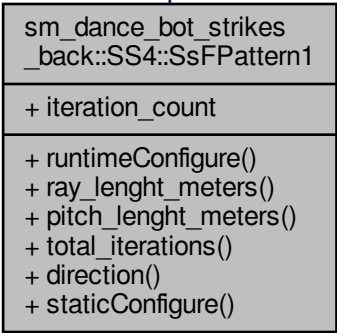 sm_dance_bot_strikes
_back::SS4::SsFPattern1
+ iteration_count
+ runtimeConfigure()
+ ray_lenght_meters()
+ pitch_lenght_meters()
+ total_iterations()
+ direction()
+ staticConfigure()